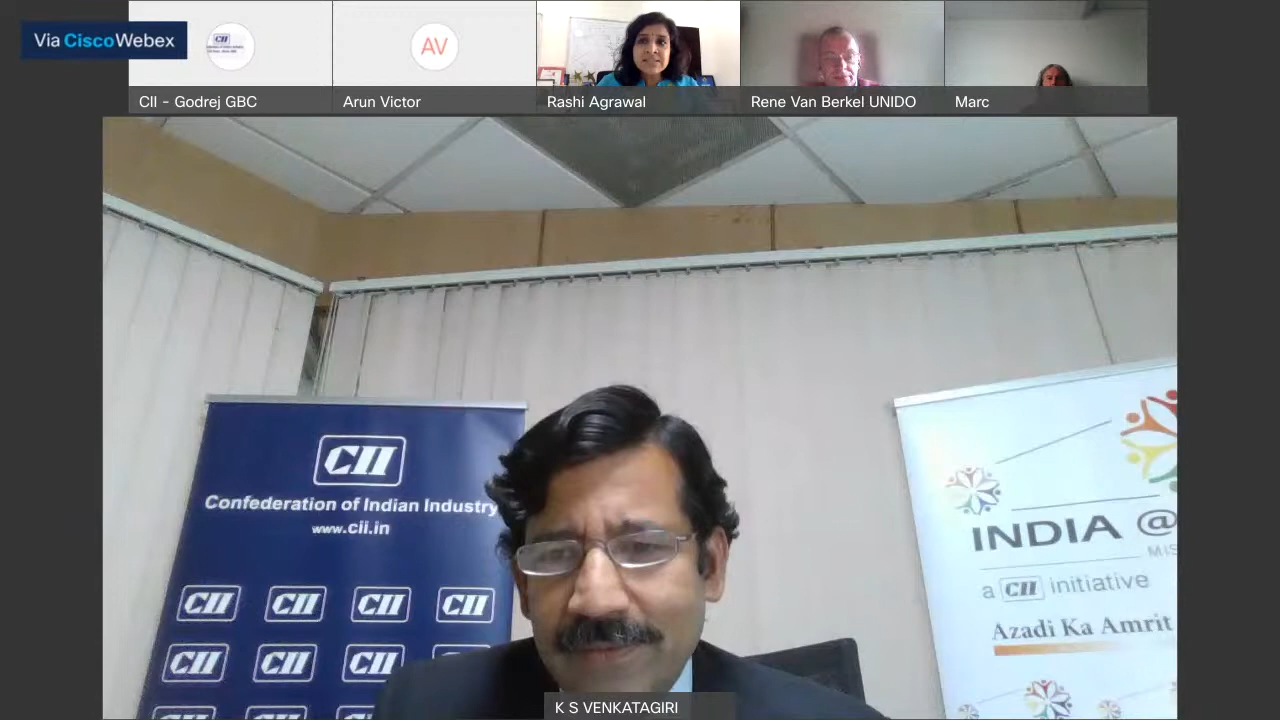 Via Cisco Webex
CII
AV
CII - Godrej GBC
Arun Victor
Rashi Agrawal
Rene Van Berkel UNIDO
Marc
CII
Confederation of Indian Industry
www.cii.in
CII CII CII CII
CII CII CII
INDIA @
MIS
a CII initiative
Azadi Ka Amrit
K S VENKATAGIRI